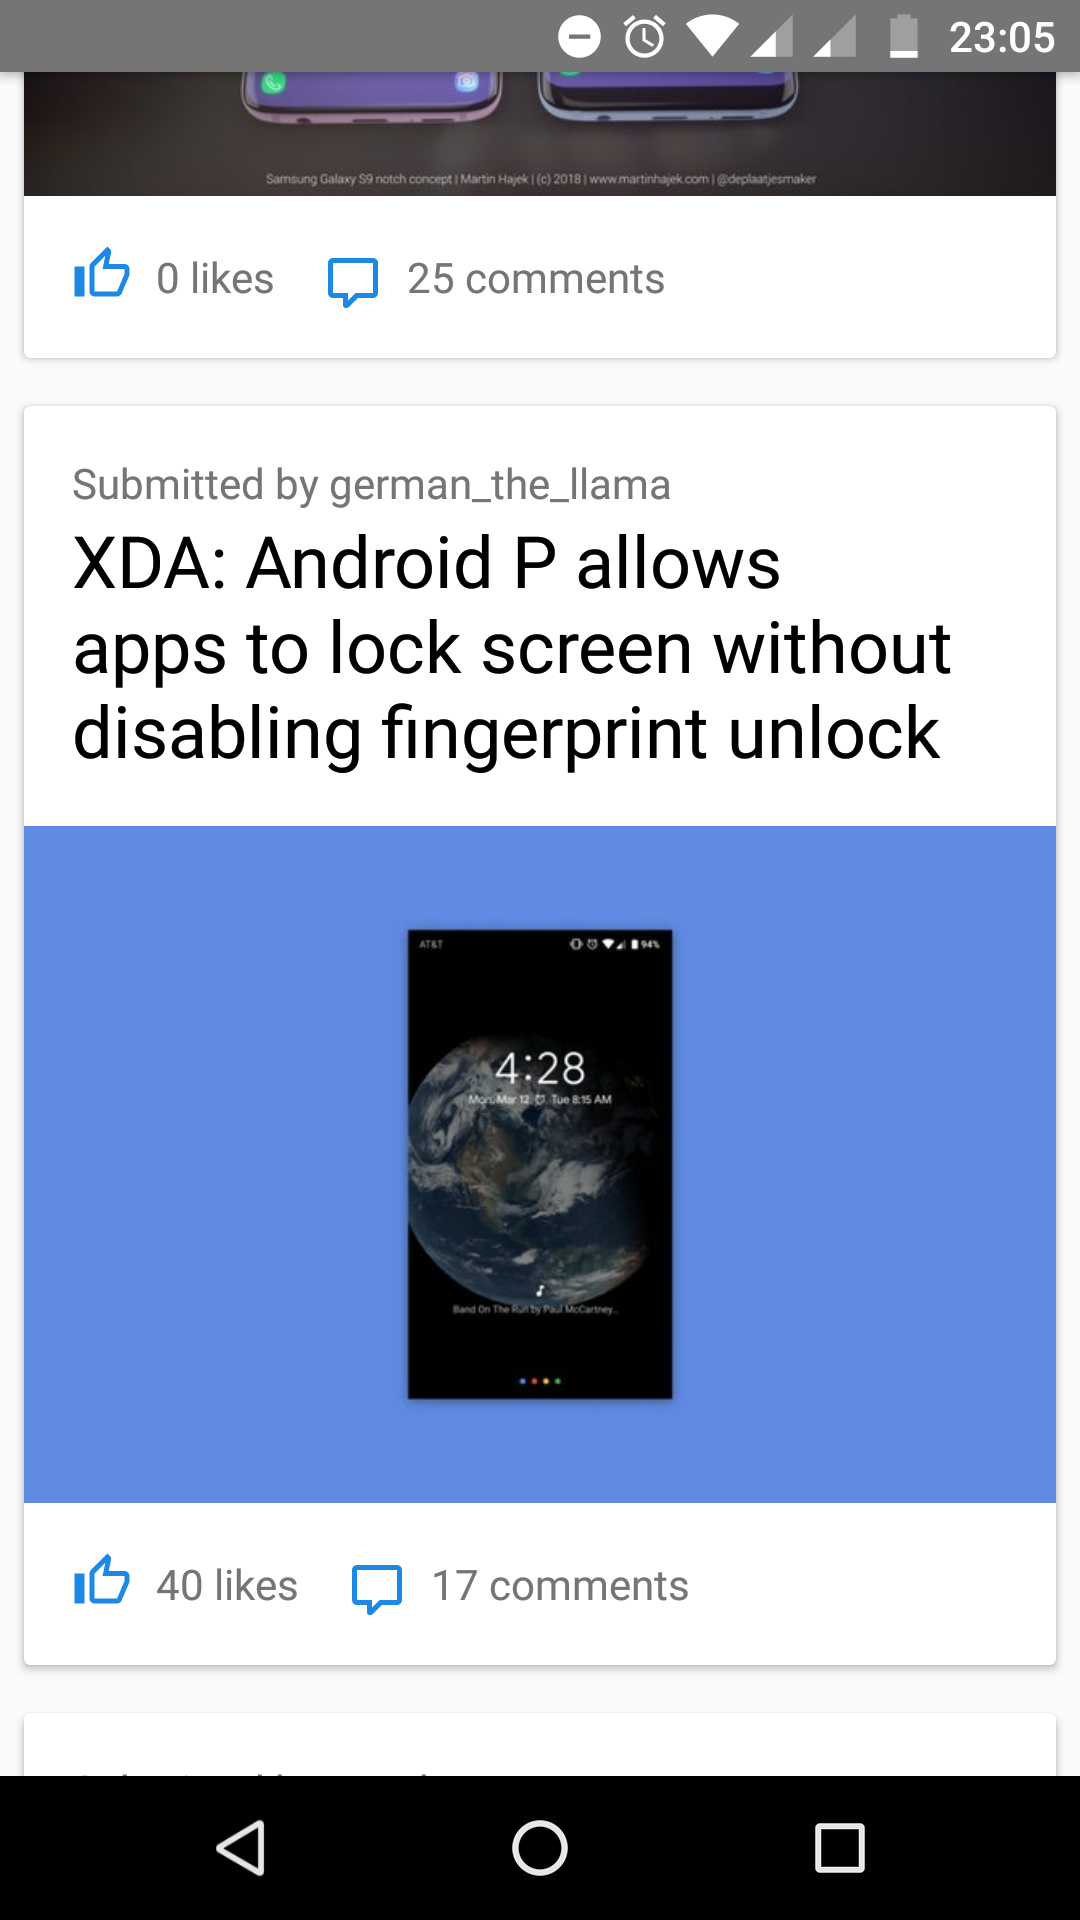 23:05
Samsung Galaxy S9 notch concept | Martin Hajek | (c) 2018 | www.martinhajek.com | @deplaatjesmaker
0 likes 25 comments
Submitted by german_the_llama
XDA: Android P allows
apps to lock screen without
disabling fingerprint unlock
AT&T 94%
4:28
Mon, Mar 12 Tue 8:15 AM
Band On The Run by Paul McCartney...
40 likes 17 comments